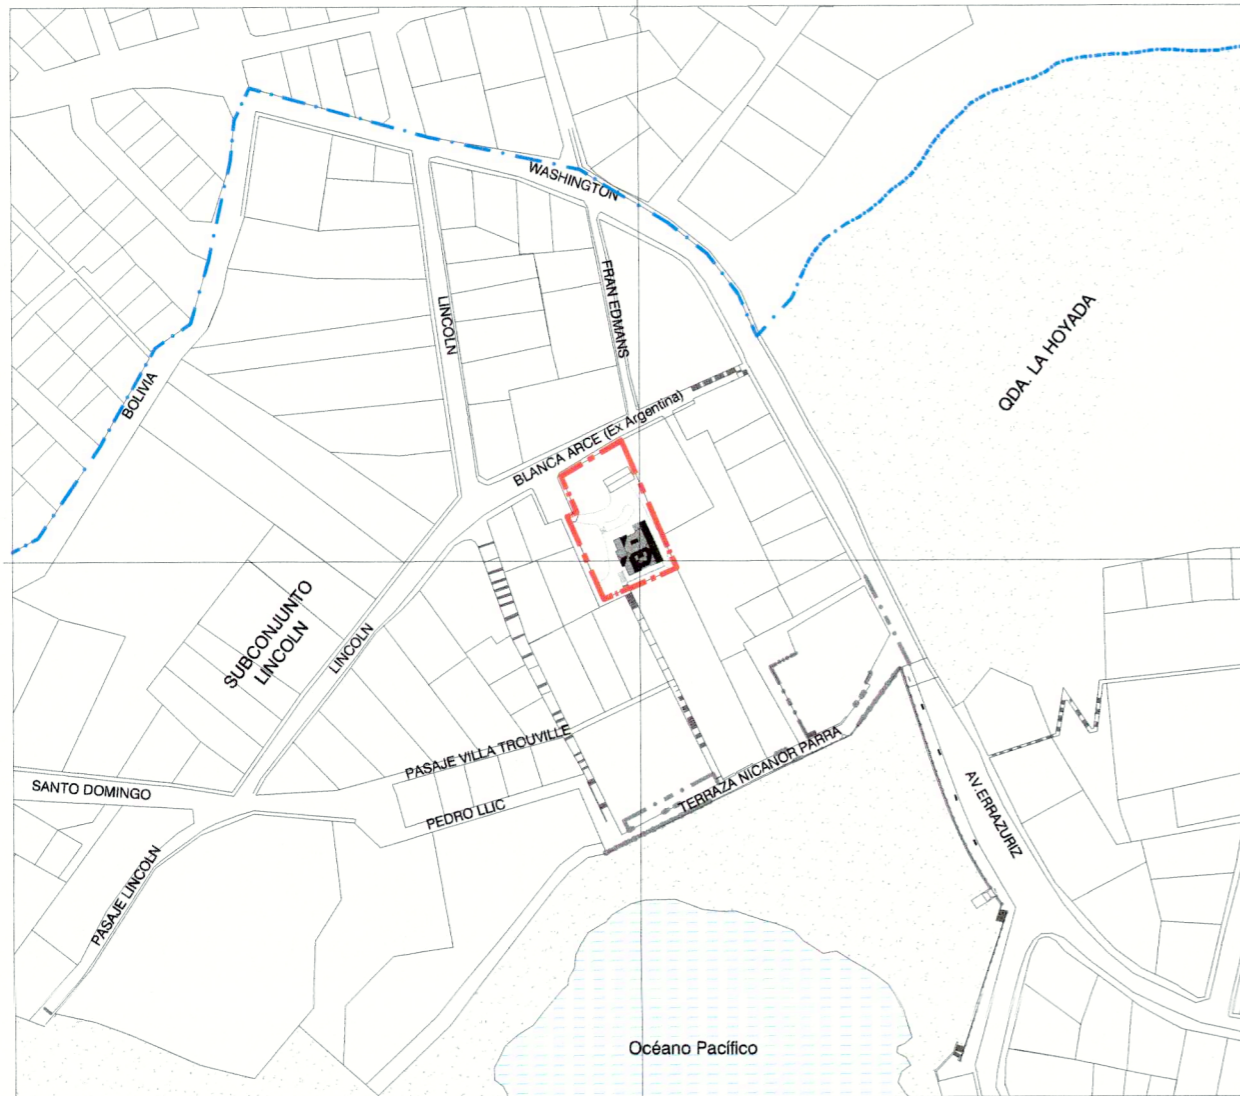 WASHINGTON
FRAN EDMANS
LINCOLN
QDA. LA HOYADA
BOLIVIA
BLANCA ARCE (Ex Argentina)
SUBCONJUNTO
LINCOLN
LINCOLN
PASAJE VILLA TROUVILLE
TERRAZA NICANOR PARRA
SANTO DOMINGO
PEDRO LLIC
AV.ERRAZURIZ
PASAJE LINCOLN
Océano Pacífico